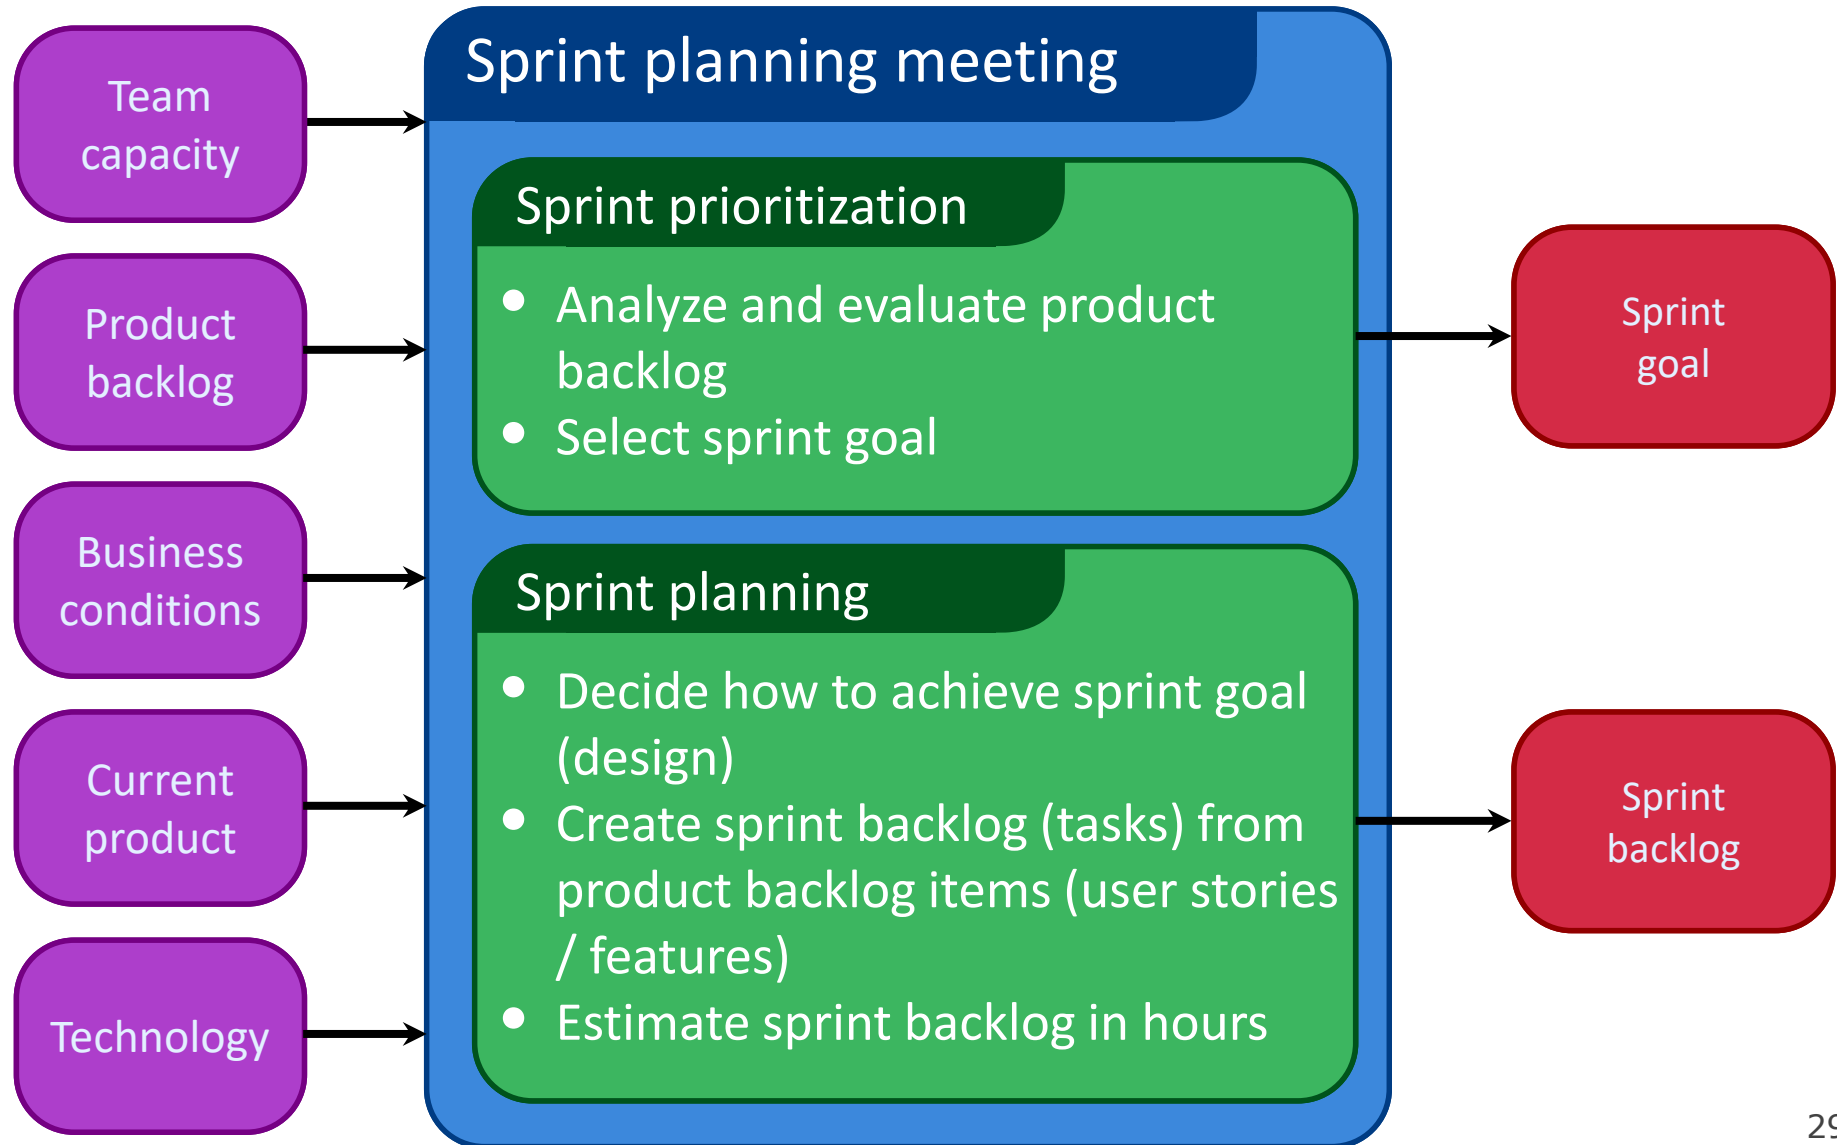 Team
capacity
Product
backlog
Business
conditions
Current
product
Technology
Sprint planning meeting
Sprint prioritization
• Analyze and evaluate product
backlog
• Select sprint goal
Sprint planning
• Decide how to achieve sprint goal
(design)
• Create sprint backlog (tasks) from
product backlog items (user stories
/ features)
• Estimate sprint backlog in hours
Sprint
goal
Sprint
backlog
29